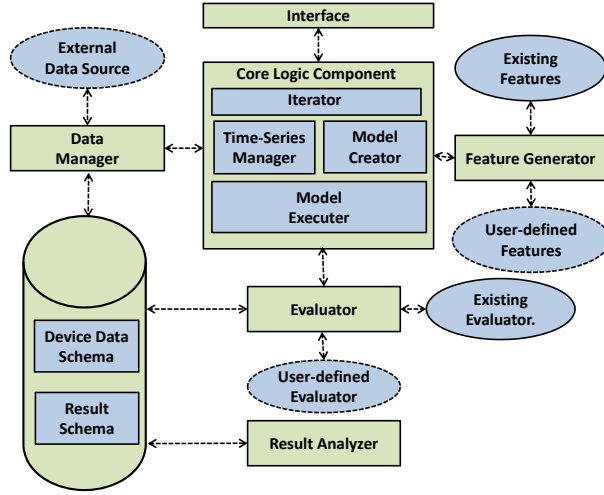 Interface
External
Data Source
Core Logic Component
Existing
Features
Iterator
Data
Manager
Time-Series
Manager
Model
Creator
Feature Generator
Model
Executer
User-defined
Features
Evaluator
Existing
Evaluator.
Device Data
Schema
User-defined
Evaluator
Result
Schema
Result Analyzer